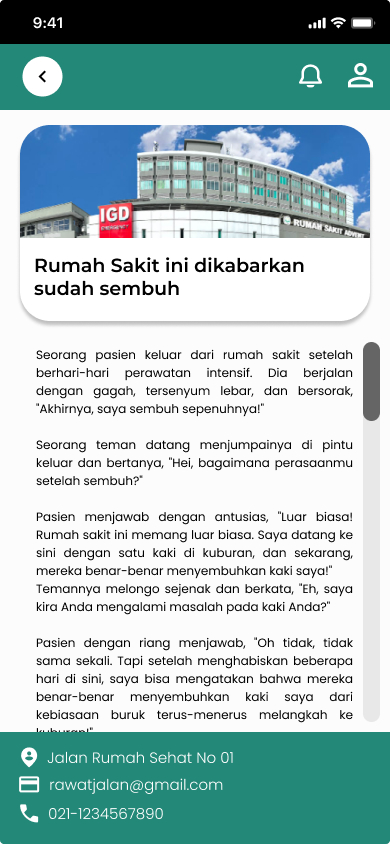 9:41
IGD
RUMAH SAKIT ADVENT
Rumah Sakit ini dikabarkan
sudah sembuh
Seorang pasien keluar dari rumah sakit setelah
berhari-hari perawatan intensif. Dia berjalan
dengan gagah, tersenyum lebar, dan bersorak,
"Akhirnya, saya sembuh sepenuhnya!"
Seorang teman datang menjumpainya di pintu
keluar dan bertanya, "Hei, bagaimana perasaanmu
setelah sembuh?"
Pasien menjawab dengan antusias, "Luar biasa!
Rumah sakit ini memang luar biasa. Saya datang ke
sini dengan satu kaki di kuburan, dan sekarang,
mereka benar-benar menyembuhkan kaki saya!"
Temannya melongo sejenak dan berkata, "Eh, saya
kira Anda mengalami masalah pada kaki Anda?"
Pasien dengan riang menjawab, "Oh tidak, tidak
sama sekali. Tapi setelah menghabiskan beberapa
hari di sini, saya bisa mengatakan bahwa mereka
benar-benar menyembuhkan kaki saya dari
kebiasaan buruk terus-menerus melangkah ke
kuburan!"
Jalan Rumah Sehat No 01
rawatjalan@gmail.com
021-1234567890